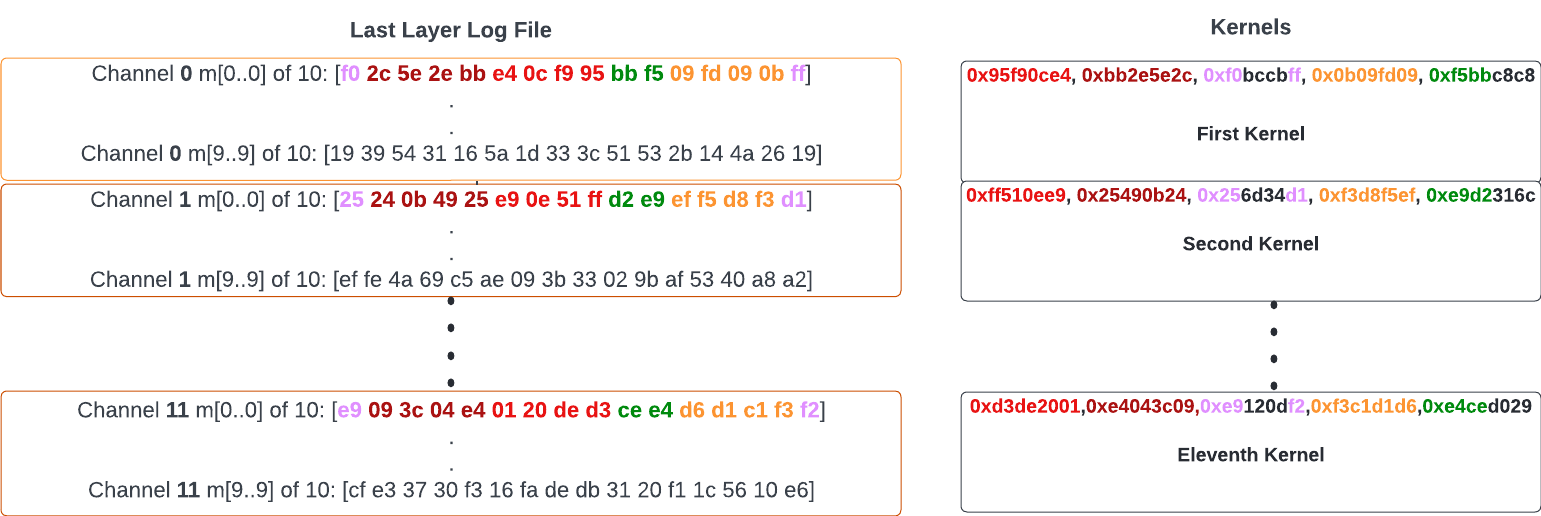 Last Layer Log File
Channel 0 m[0..0] of 10: [f0 2c 5e 2e bb e4 0c f9 95 bb f5 09 fd 09 0b ff]
.
.
Channel 0 m[9..9] of 10: [19 39 54 31 16 5a 1d 33 3c 51 53 2b 14 4a 26 19]
Channel 1 m[0..0] of 10: [25 24 0b 49 25 e9 0e 51 ff d2 e9 ef f5 d8 f3 d1]
.
.
Channel 1 m[9..9] of 10: [ef fe 4a 69 c5 ae 09 3b 33 02 9b af 53 40 a8 a2]
Channel 11 m[0..0] of 10: [e9 09 3c 04 e4 01 20 de d3 ce e4 d6 d1 c1 f3 f2]
.
.
Channel 11 m[9..9] of 10: [cf e3 37 30 f3 16 fa de db 31 20 f1 1c 56 10 e6]
Kernels
0x95f90ce4, 0xbb2e5e2c, 0xf0bccbff, 0x0b09fd09, 0xf5bbc8c8
First Kernel
0xff510ee9, 0x25490b24, 0x256d34d1, 0xf3d8f5ef, 0xe9d2316c
Second Kernel
0xd3de2001,0xe4043c09,0xe9120df2,0xf3c1d1d6,0xe4ced029
Eleventh Kernel